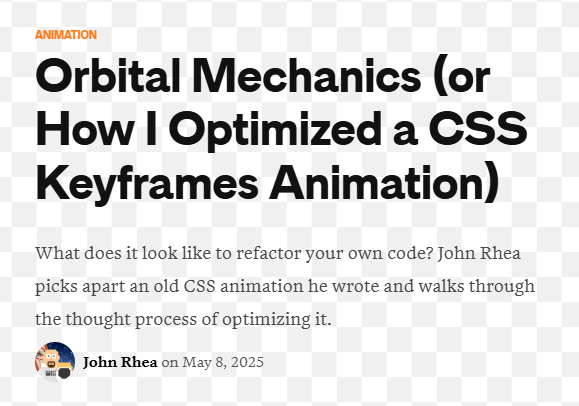 ANIMATION
Orbital Mechanics (or
How I Optimized a CSS
Keyframes Animation)
What does it look like to refactor your own code? John Rhea
picks apart an old CSS animation he wrote and walks through
the thought process of optimizing it.
John Rhea on May 8, 2025